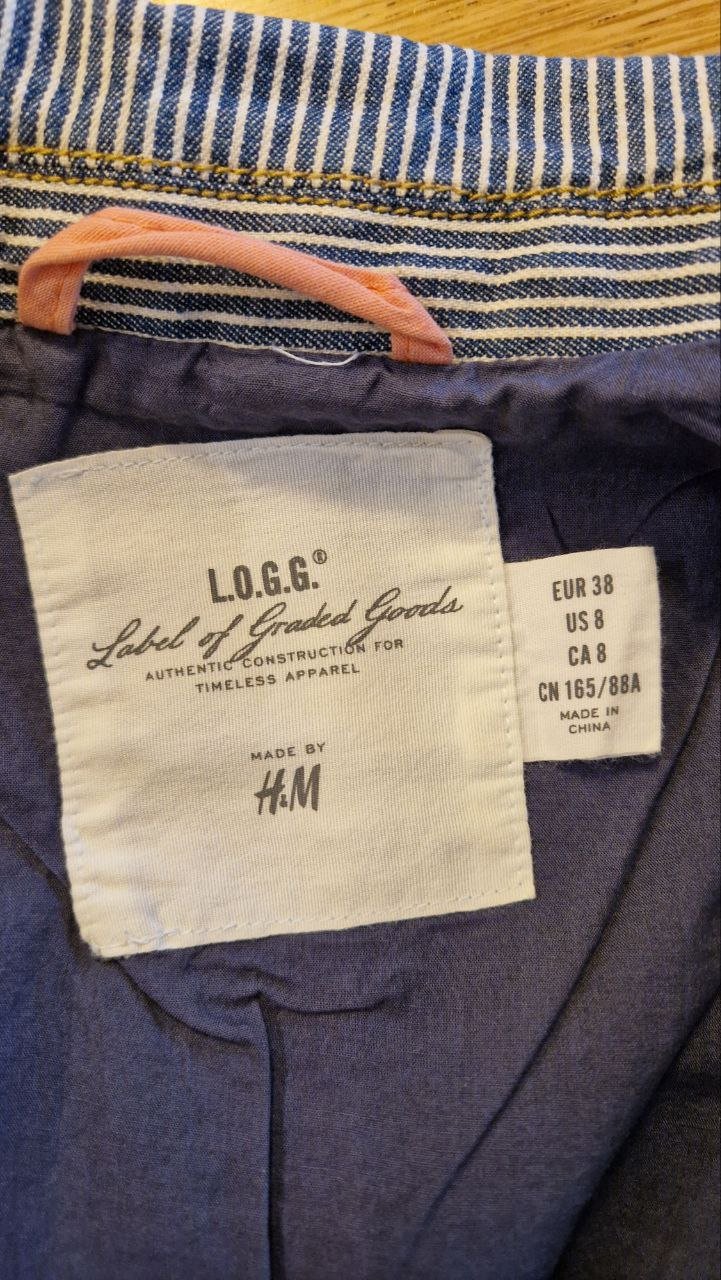 L.O.G.G.®
Label of Graded Goods
AUTHENTIC CONSTRUCTION FOR
TIMELESS APPAREL
MADE BY
H&M
EUR 38
US 8
CA 8
CN 165/88A
MADE IN
CHINA